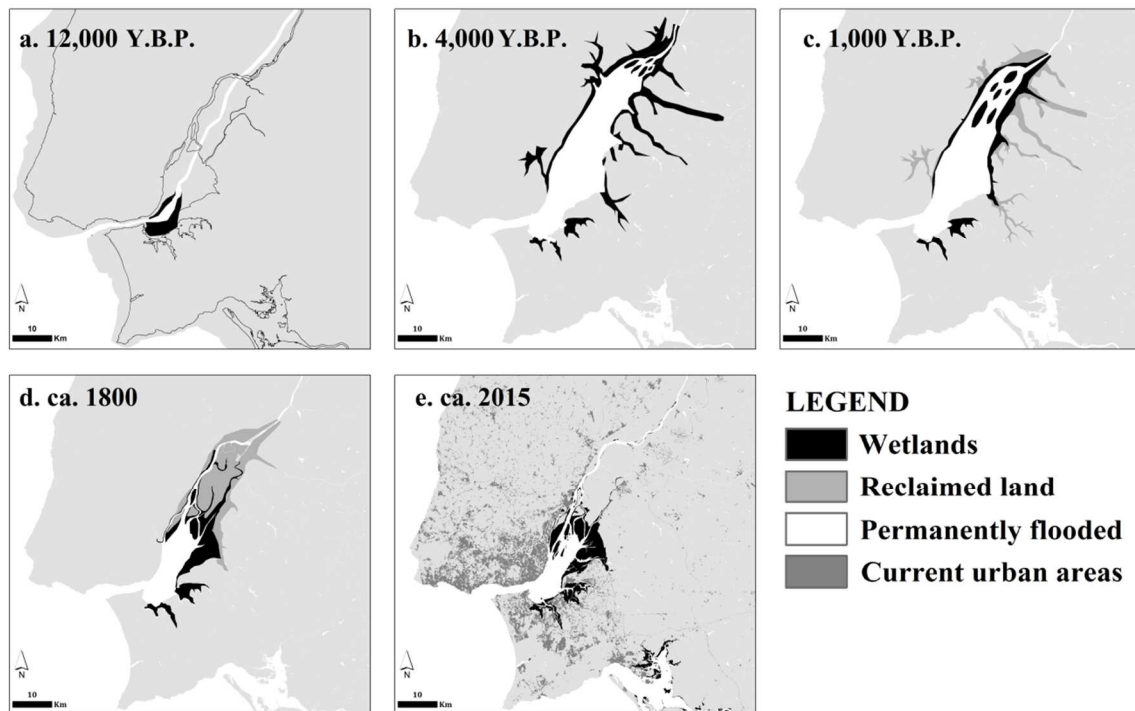 a. 12,000 Y.B.P.
N
10
Km
b. 4,000 Y.B.P.
N
10
Km
c. 1,000 Y.B.P.
N
10
Km
d. ca. 1800
N
10
Km
e. ca. 2015
N
10
Km
LEGEND
Wetlands
Reclaimed land
Permanently flooded
Current urban areas